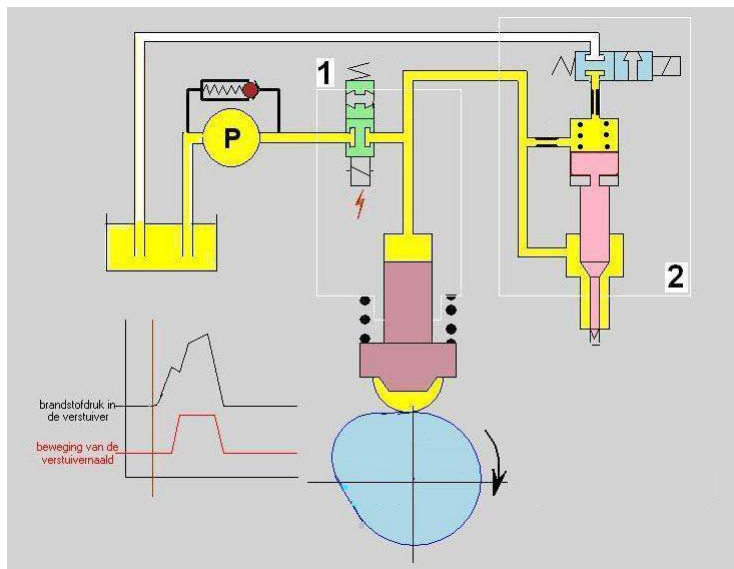 1
P
2
brandstofdruk in
de verstuiver
beweging van de
verstuivernaald